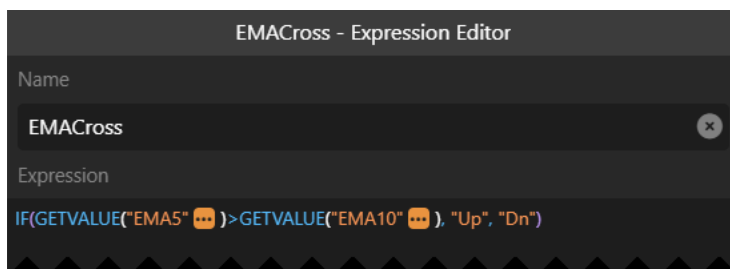 EMACross - Expression Editor
Name
EMACross
Expression
IF(GETVALUE("EMA5" ... )>GETVALUE("EMA10" ... ), "Up", "Dn")